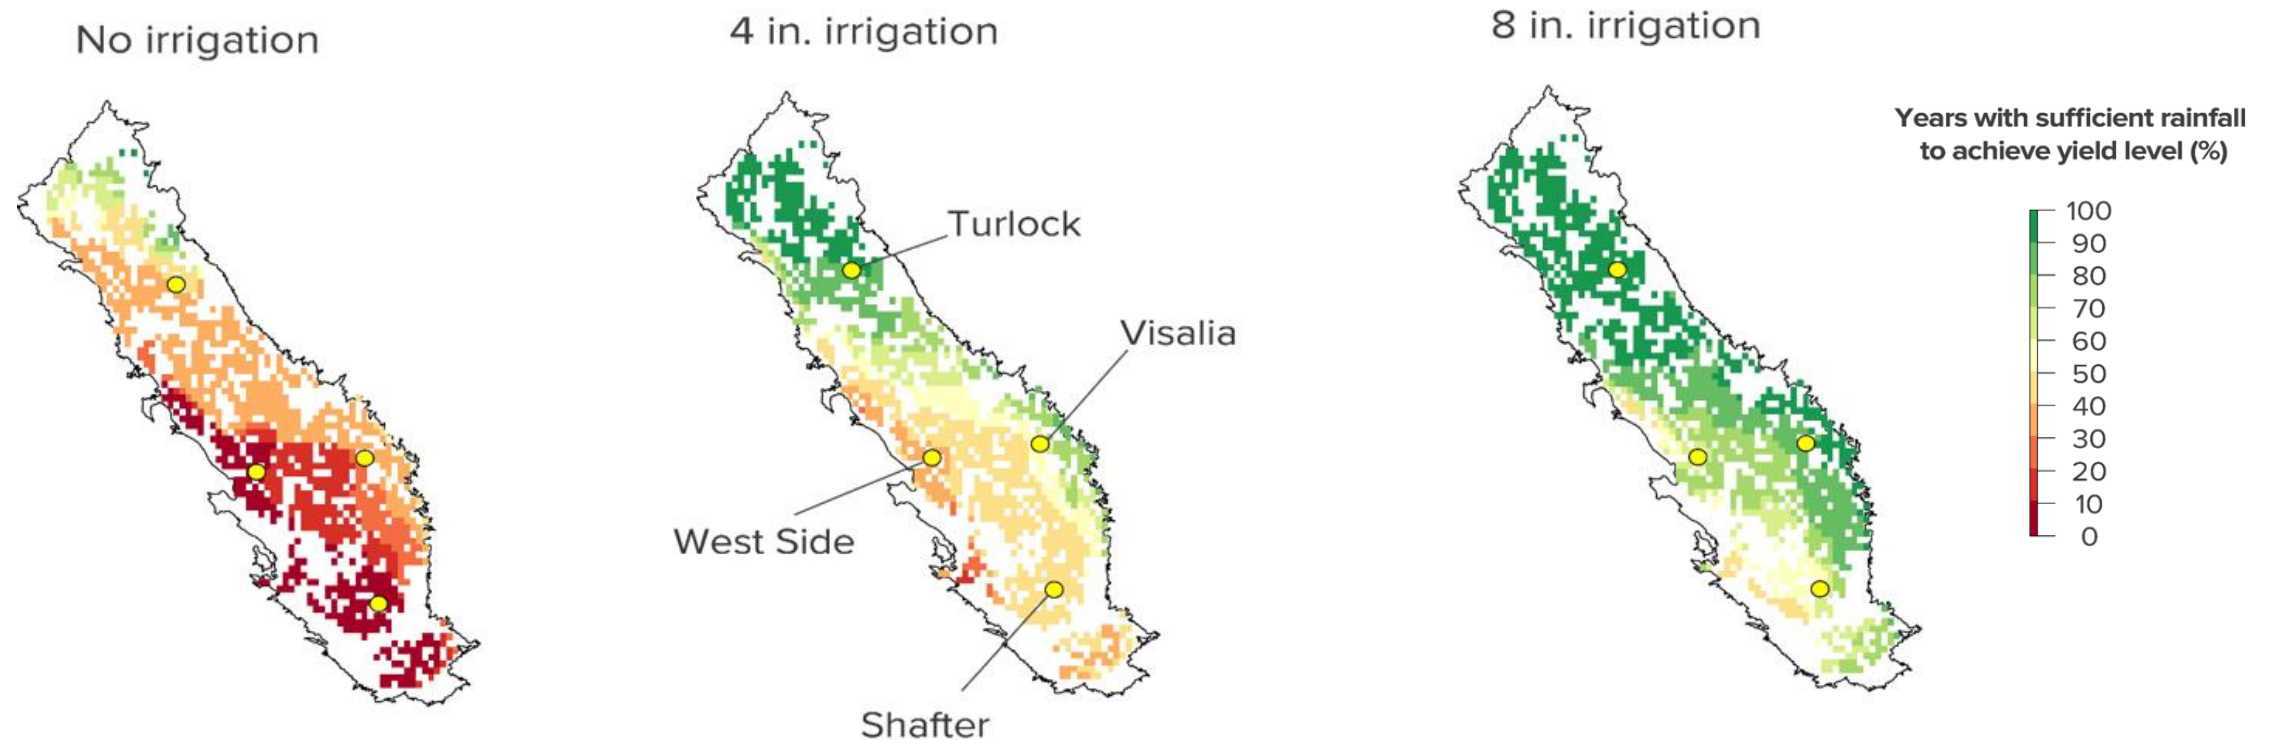 No irrigation
4 in. irrigation
8 in. irrigation
Turlock
Visalia
West Side
Shafter
Years with sufficient rainfall
to achieve yield level (%)
100
90
80
70
60
50
40
30
20
10
0